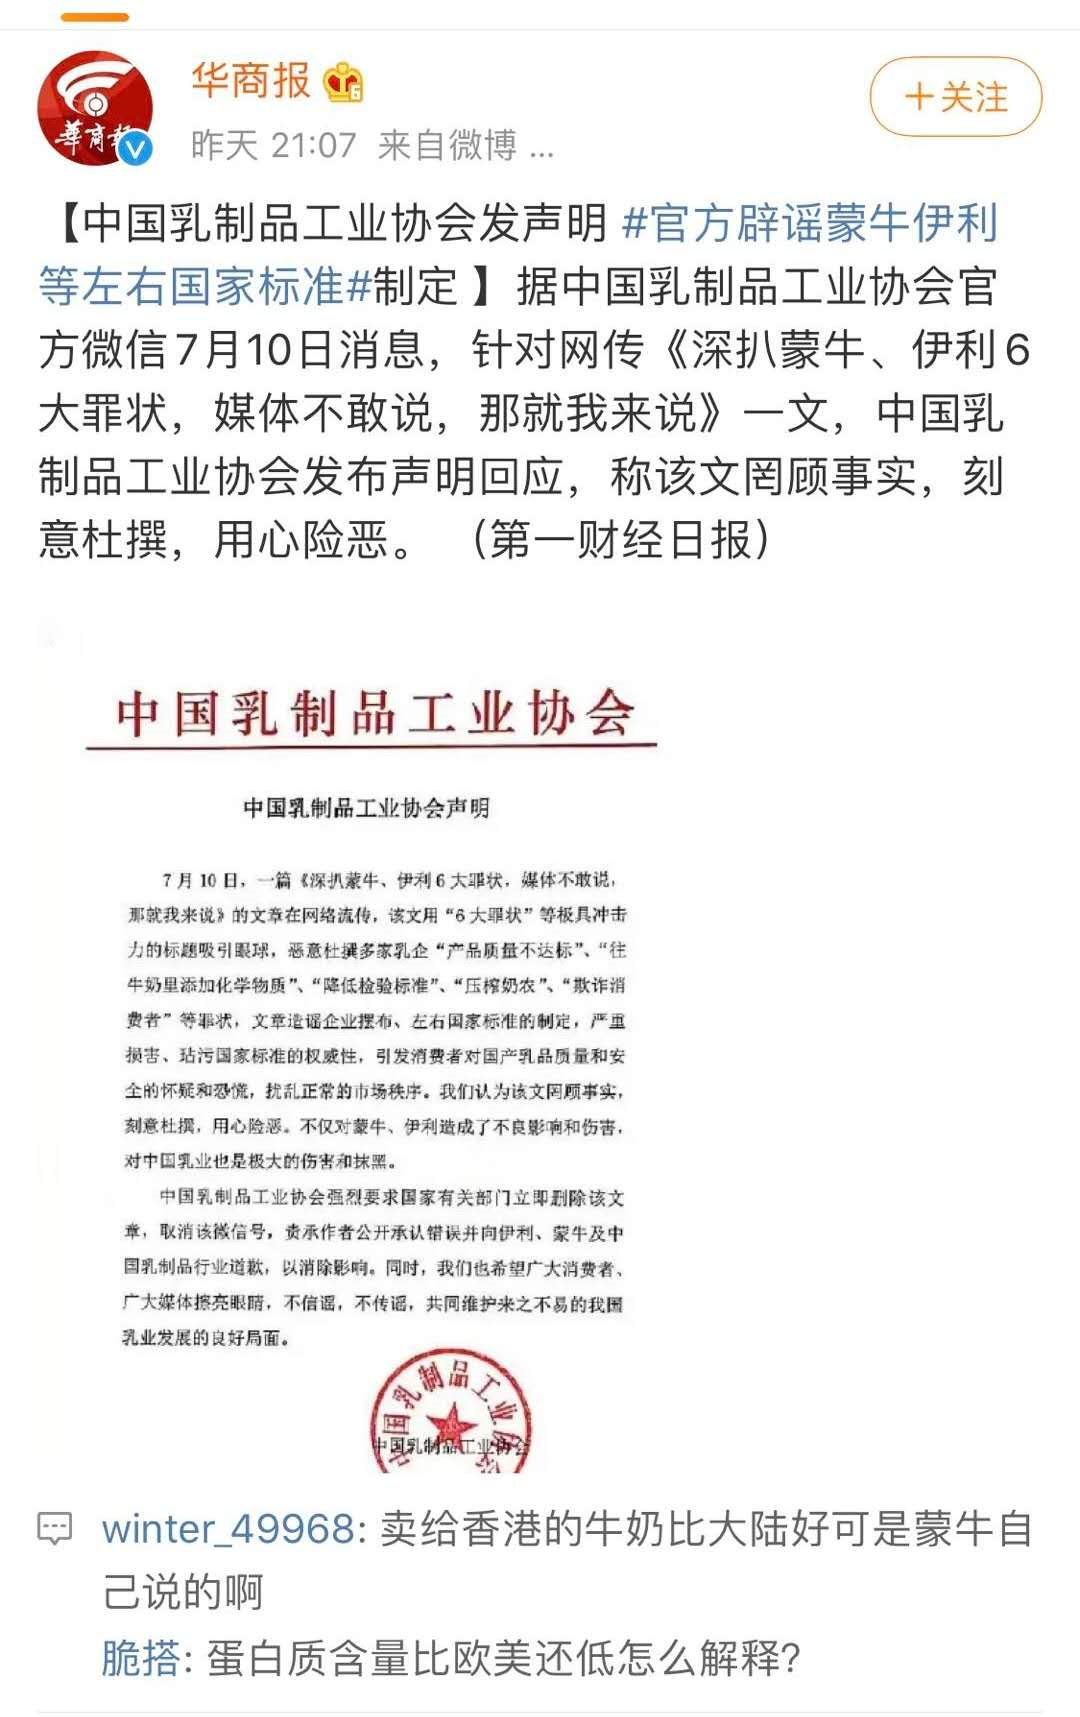 華商報
华商报
6
+关注
昨天 21:07 来自微博 ...
【中国乳制品工业协会发声明 #官方辟谣蒙牛伊利
等左右国家标准#制定 】据中国乳制品工业协会官
方微信7月10日消息，针对网传《深扒蒙牛、伊利6
大罪状，媒体不敢说，那就我来说》一文，中国乳
制品工业协会发布声明回应，称该文罔顾事实，刻
意杜撰，用心险恶。（第一财经日报）
中国乳制品工业协会
中国乳制品工业协会声明
7月10日，一篇《深扒蒙牛、伊利6大罪状，媒体不敢说，
那就我来说》的文章在网络流传，该文用“6大罪状”等极具冲击
力的标题吸引眼球，恶意杜撰多家乳企“产品质量不达标”、“往
牛奶里添加化学物质”、“降低检验标准”、“压榨奶农”、“欺诈消
费者”等罪状，文章造谣企业摆布、左右国家标准的制定，严重
损害、玷污国家标准的权威性，引发消费者对国产乳品质量和安
全的怀疑和恐慌，扰乱正常的市场秩序。我们认为该文罔顾事实，
刻意杜撰，用心险恶。不仅对蒙牛、伊利造成了不良影响和伤害，
对中国乳业也是极大的伤害和抹黑。
中国乳制品工业协会强烈要求国家有关部门立即删除该文
章，取消该微信号，责承作者公开承认错误并向伊利、蒙牛及中
国乳制品行业道歉，以消除影响。同时，我们也希望广大消费者、
广大媒体擦亮眼睛，不信谣，不传谣，共同维护来之不易的我国
乳业发展的良好局面。
中国乳制品工业协会
中国乳制品工业协会
winter_49968: 卖给香港的牛奶比大陆好可是蒙牛自
己说的啊
脆搭: 蛋白质含量比欧美还低怎么解释?